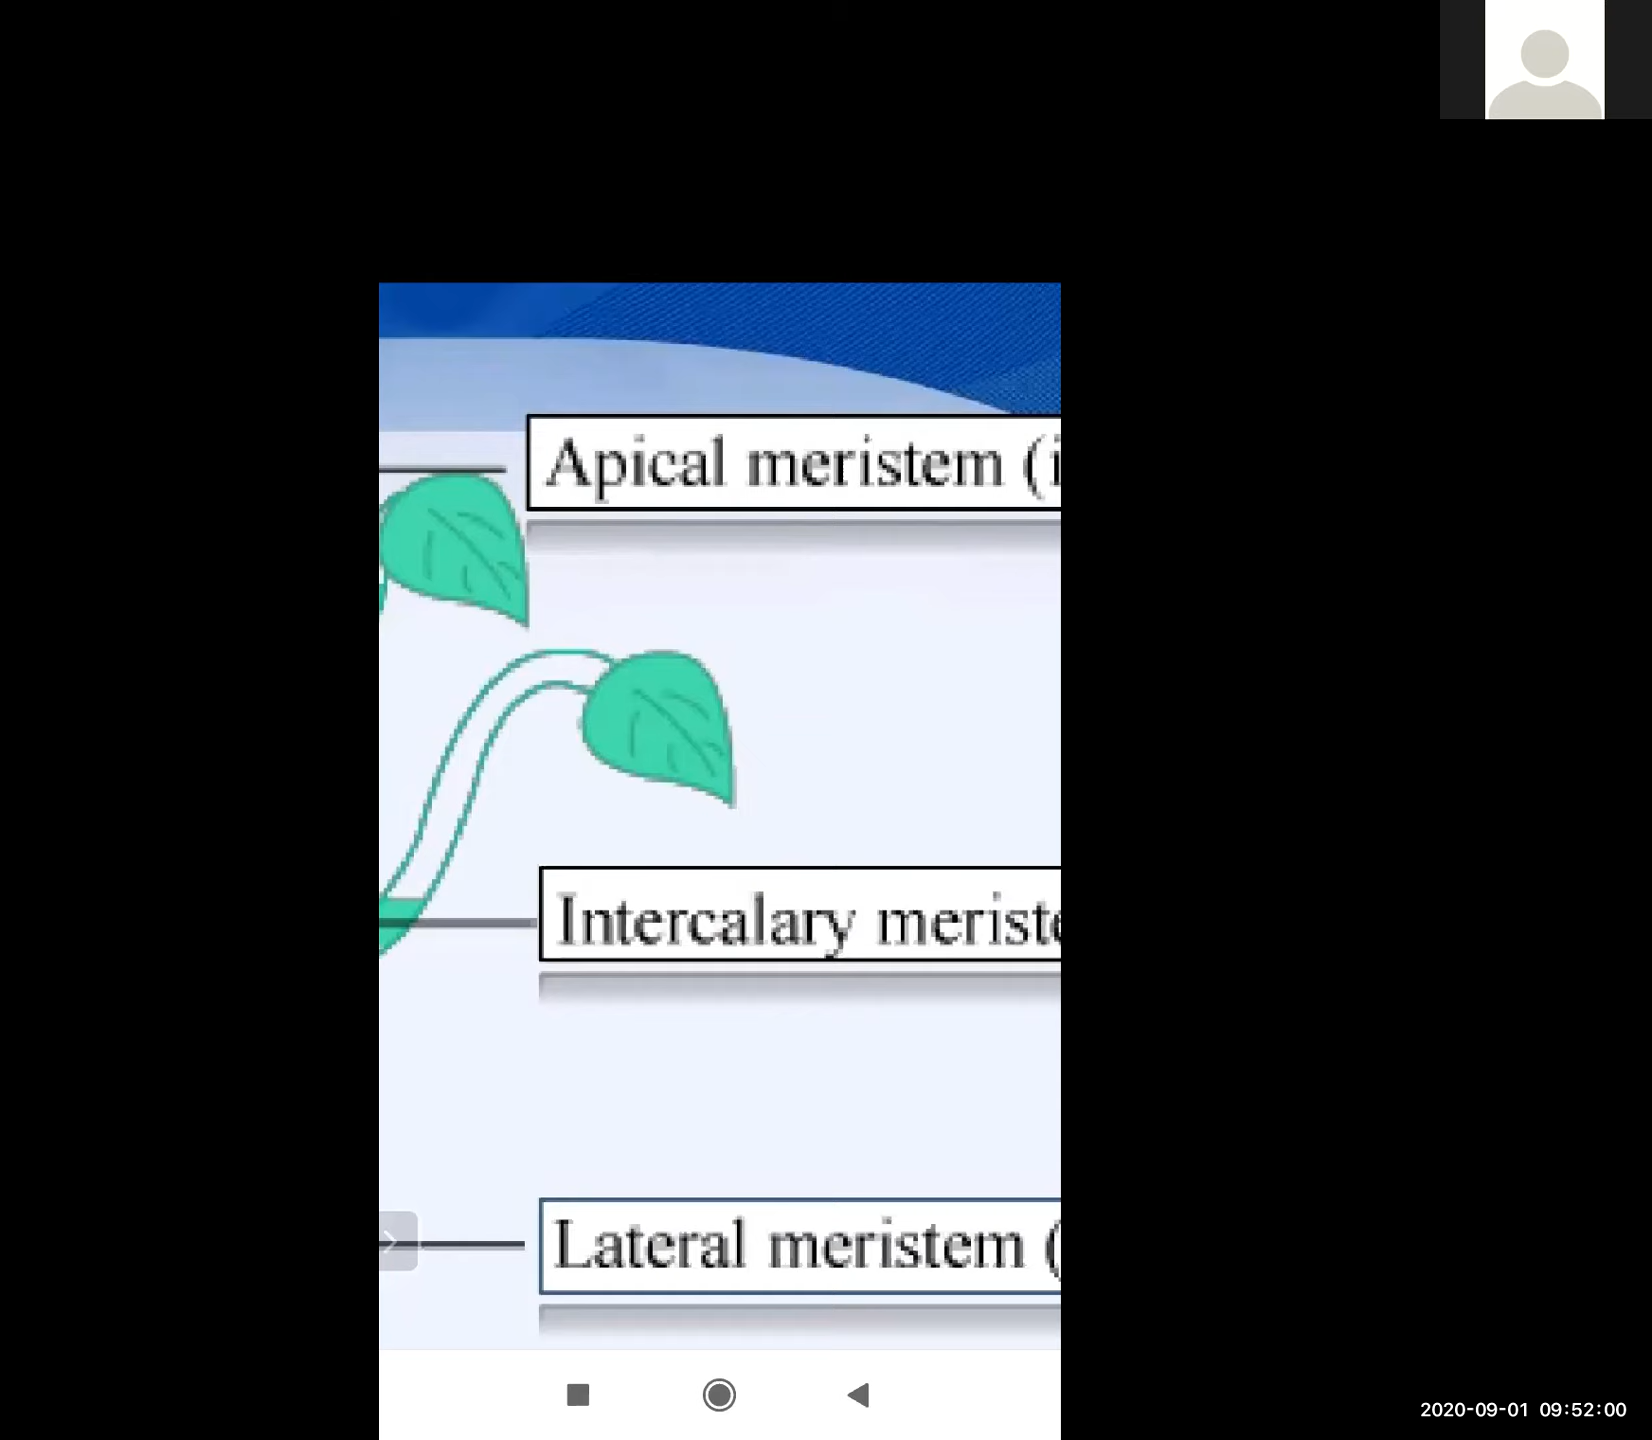 Apical meristem (i
Intercalary meriste
Lateral meristem (
2020-09-01 09:52:00